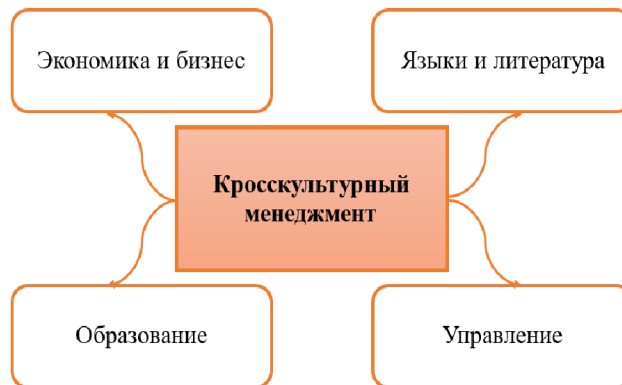 Экономика и бизнес
Языки и литература
Кросскультурный
менеджмент
Образование
Управление